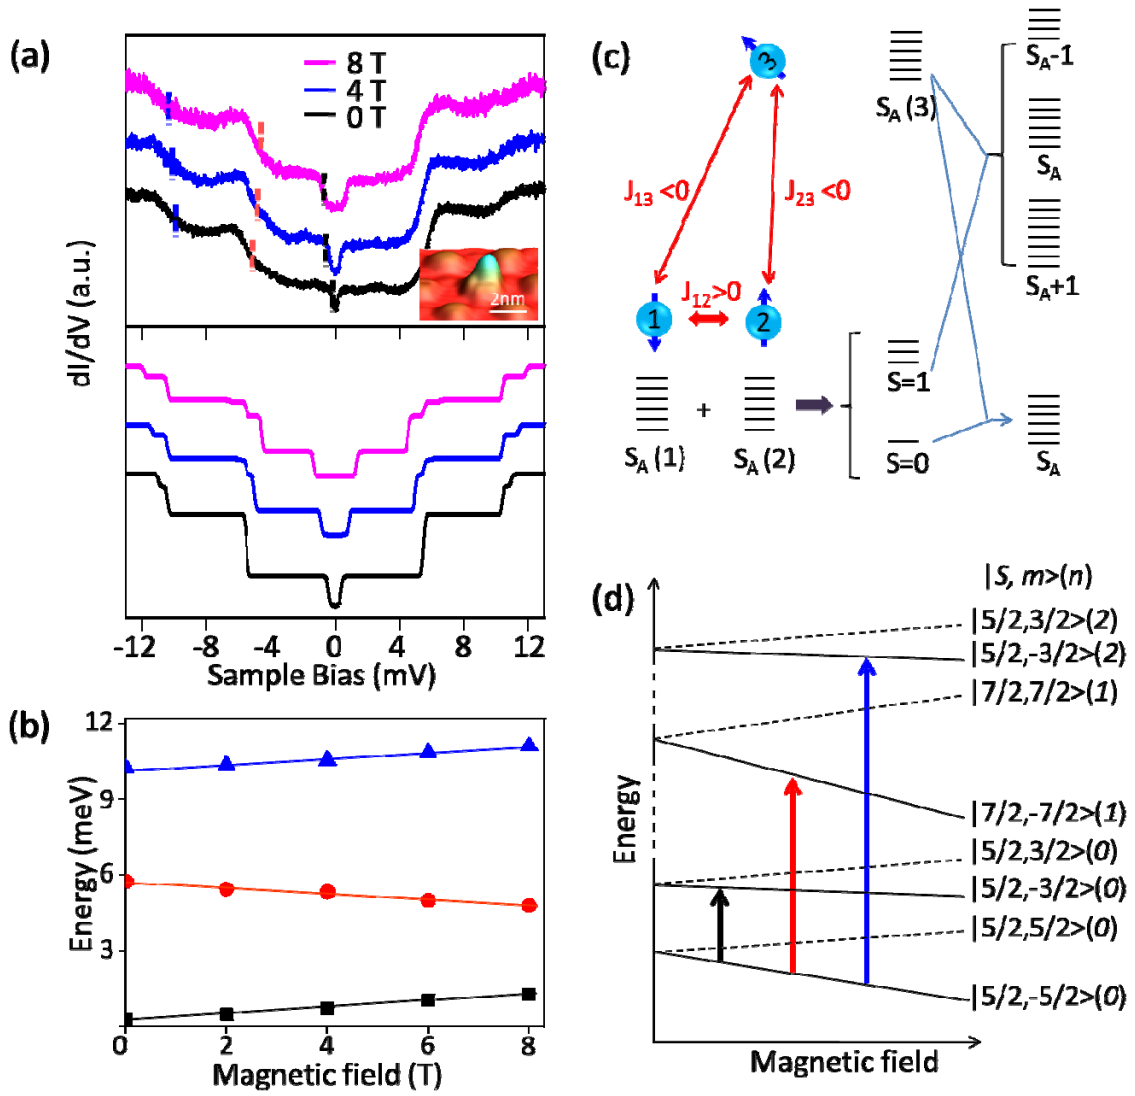 (a)
8 T
4 T
0 T
dI/dV (a.u.)
2nm
-12 -8 -4 0 4 8 12
Sample Bias (mV)
(b)
12
9
6
3
Energy (meV)
0 2 4 6 8
Magnetic field (T)
(c)
3
J13 <0
J23 <0
J12>0
1
2
SA (1)
+
SA (2)
SA (3)
S=1
S=0
SA-1
SA
SA+1
SA
(d)
|S, m>(n)
|5/2,3/2>(2)
|5/2,-3/2>(2)
|7/2,7/2>(1)
|7/2,-7/2>(1)
|5/2,3/2>(0)
|5/2,-3/2>(0)
|5/2,5/2>(0)
|5/2,-5/2>(0)
Energy
Magnetic field